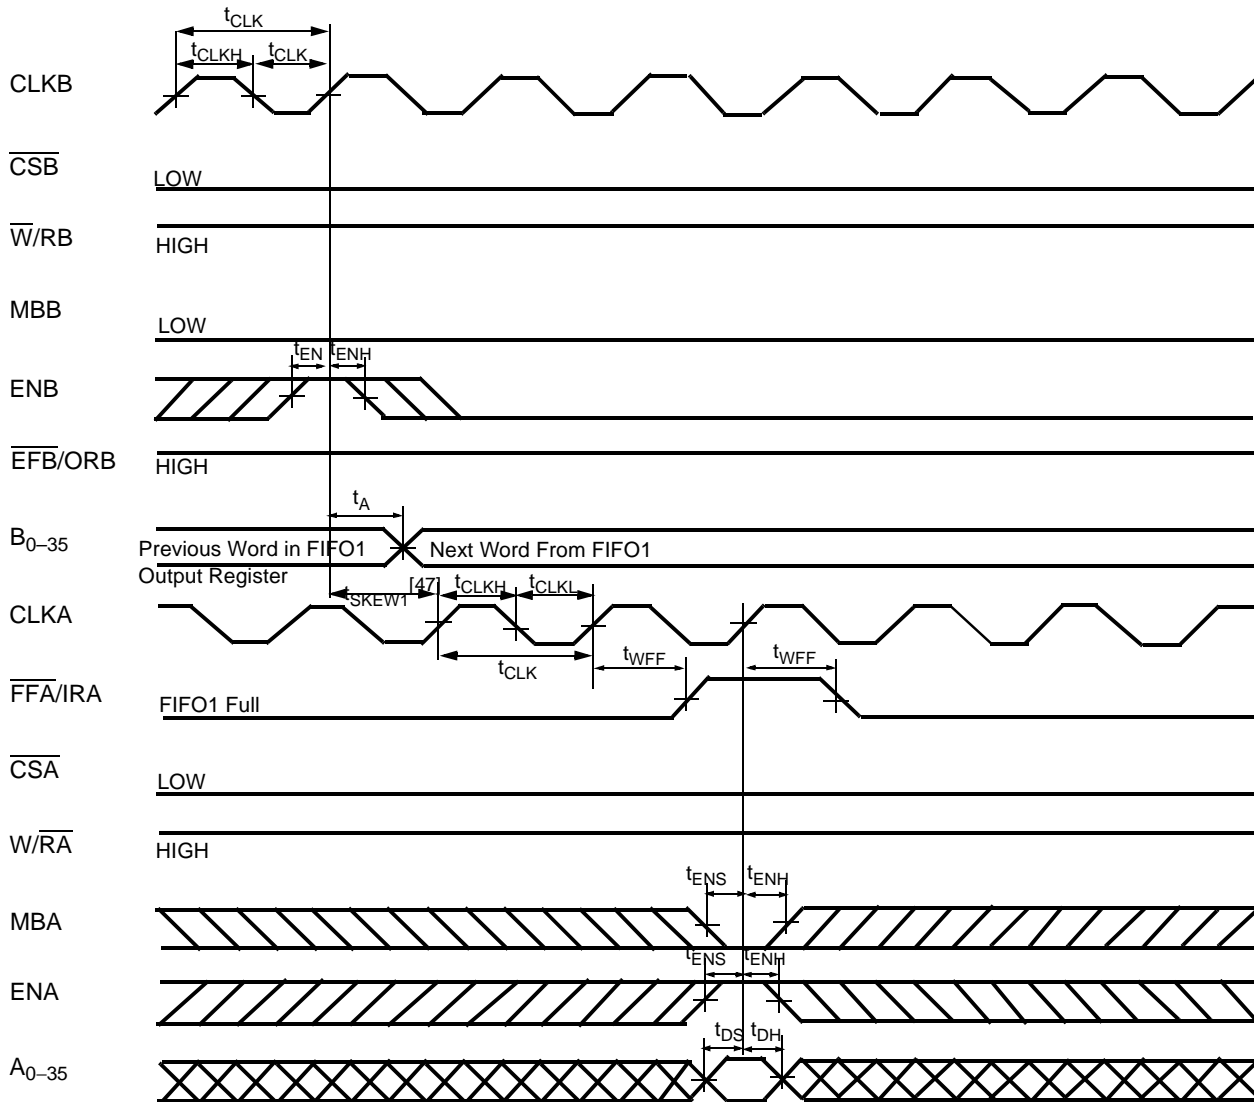 tCLK
tCLKH tCLK
CLKB
CSB
LOW
W/RB
HIGH
MBB
LOW
tEN tENH
ENB
EFB/ORB
HIGH
tA
B0–35
Previous Word in FIFO1 Next Word From FIFO1
Output Register
tSKEW1[47] tCLKH tCLKL
CLKA
tCLK tWFF tWFF
FFA/IRA
FIFO1 Full
CSA
LOW
W/RA
HIGH
tENS tENH
MBA
tENS tENH
ENA
tDS tDH
A0–35